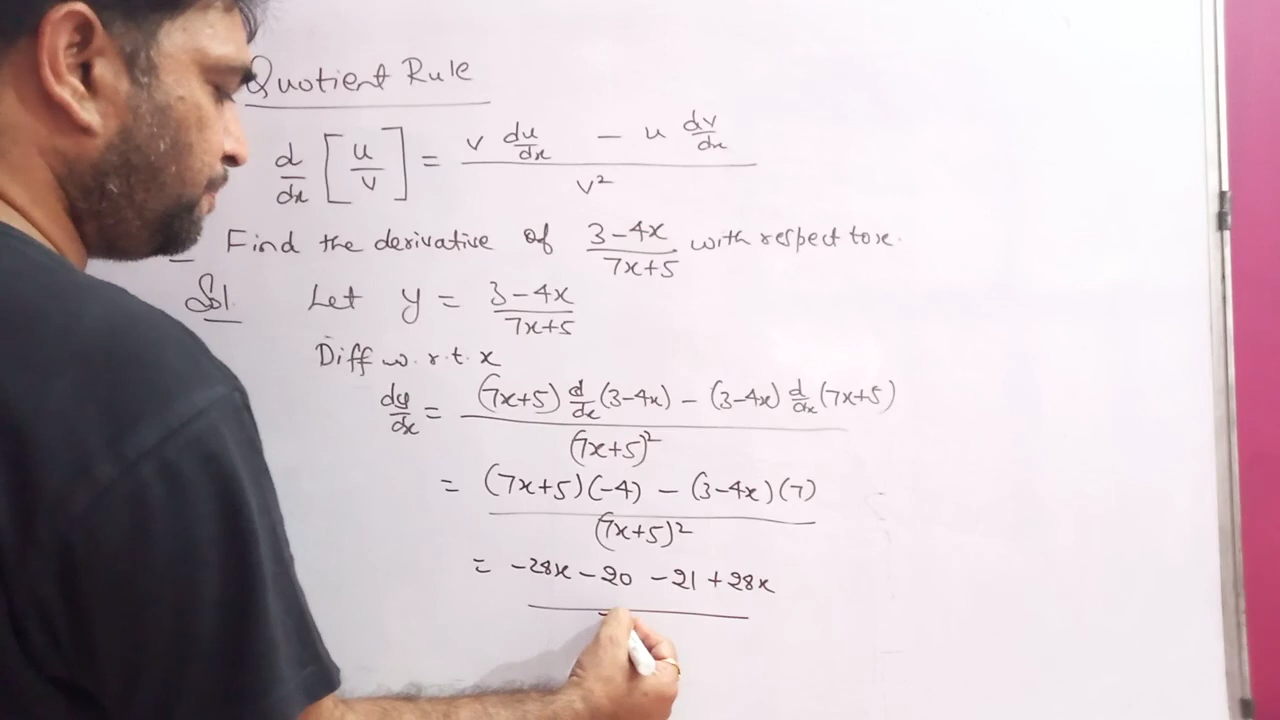 Quotient Rule
d/dx [u/v] = (v du/dx - u dv/dx) / v²
Find the derivative of (3-4x)/(7x+5) with respect to x.
Sol. Let y = (3-4x)/(7x+5)
Diff w.r.t. x
dy/dx = ((7x+5) d/dx (3-4x) - (3-4x) d/dx (7x+5)) / (7x+5)²
= ((7x+5)(-4) - (3-4x)(7)) / (7x+5)²
= -28x - 20 - 21 + 28x